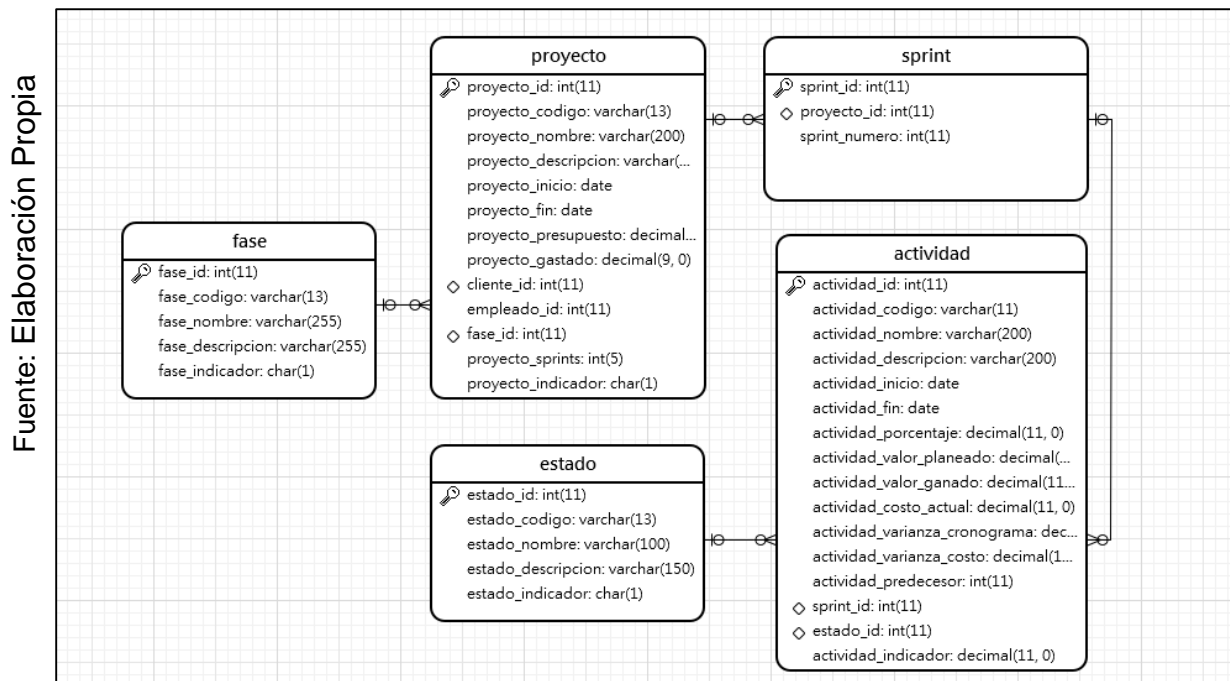 Fuente: Elaboración Propia
proyecto
proyecto_id: int(11)
proyecto_codigo: varchar(13)
proyecto_nombre: varchar(200)
proyecto_descripcion: varchar(...
proyecto_inicio: date
proyecto_fin: date
proyecto_presupuesto: decimal...
proyecto_gastado: decimal(9, 0)
cliente_id: int(11)
empleado_id: int(11)
fase_id: int(11)
proyecto_sprints: int(5)
proyecto_indicador: char(1)
sprint
sprint_id: int(11)
proyecto_id: int(11)
sprint_numero: int(11)
fase
fase_id: int(11)
fase_codigo: varchar(13)
fase_nombre: varchar(255)
fase_descripcion: varchar(255)
fase_indicador: char(1)
actividad
actividad_id: int(11)
actividad_codigo: varchar(11)
actividad_nombre: varchar(200)
actividad_descripcion: varchar(200)
actividad_inicio: date
actividad_fin: date
actividad_porcentaje: decimal(11, 0)
actividad_valor_planeado: decimal(...
actividad_valor_ganado: decimal(11...
actividad_costo_actual: decimal(11, 0)
actividad_varianza_cronograma: dec...
actividad_varianza_costo: decimal(1...
actividad_predecesor: int(11)
sprint_id: int(11)
estado_id: int(11)
actividad_indicador: decimal(11, 0)
estado
estado_id: int(11)
estado_codigo: varchar(13)
estado_nombre: varchar(100)
estado_descripcion: varchar(150)
estado_indicador: char(1)